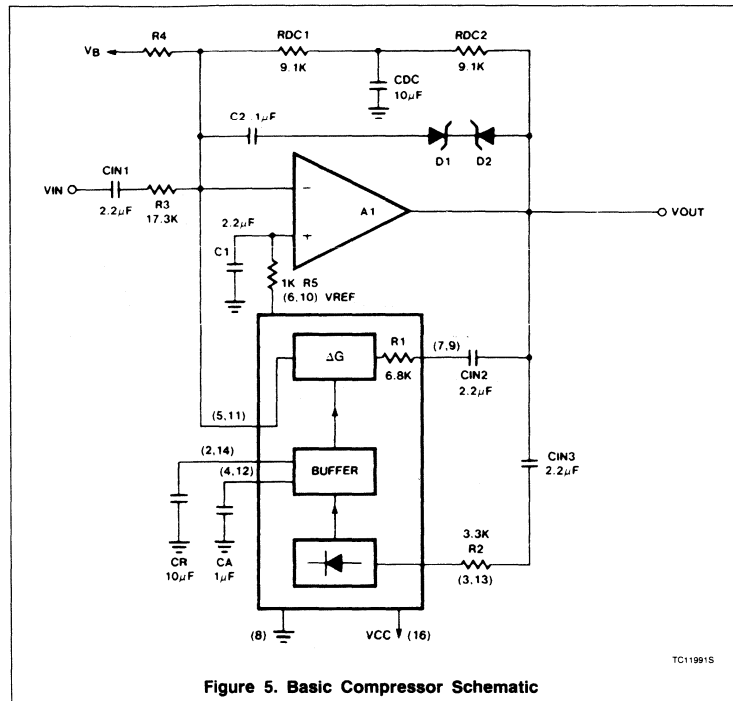 RDC1
RDC2
R4
VB
9.1K
9.1K
CDC
10μF
C2 .1μF
D1
D2
CIN1
VIN
2.2μF
R3
17.3K
−
A1
+
VOUT
2.2μF
C1
1K R5
(6,10) VREF
ΔG
R1
6.8K
(7,9)
CIN2
2.2μF
(5,11)
(2,14)
(4,12)
BUFFER
CIN3
2.2μF
CR
10μF
CA
1μF
3.3K
R2
(3,13)
(8)
VCC
(16)
TC11991S
Figure 5. Basic Compressor Schematic